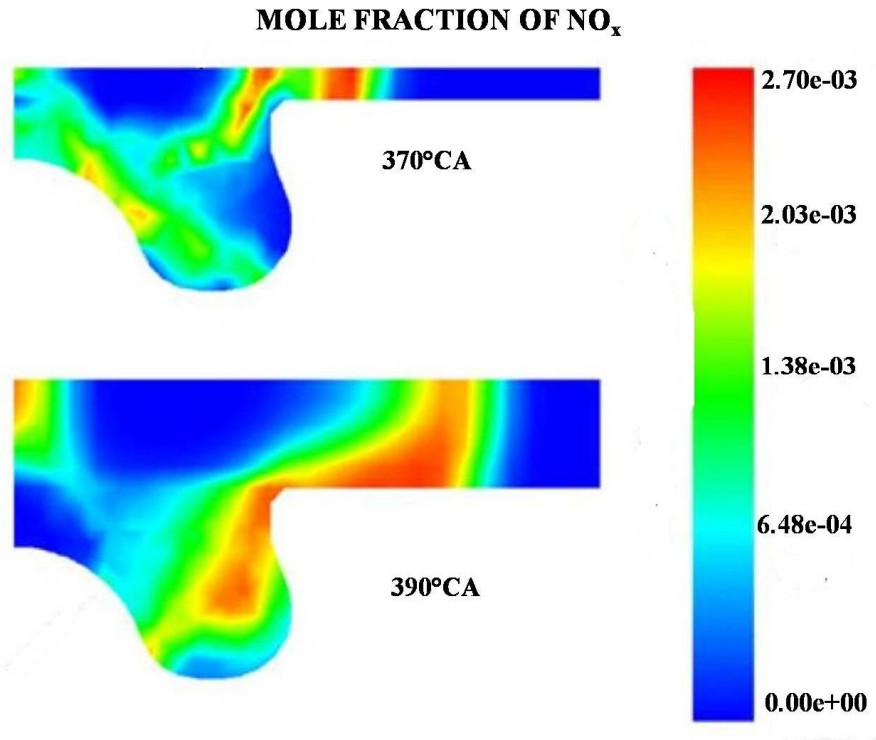 MOLE FRACTION OF NOx
2.70e-03
370°CA
2.03e-03
1.38e-03
6.48e-04
390°CA
0.00e+00